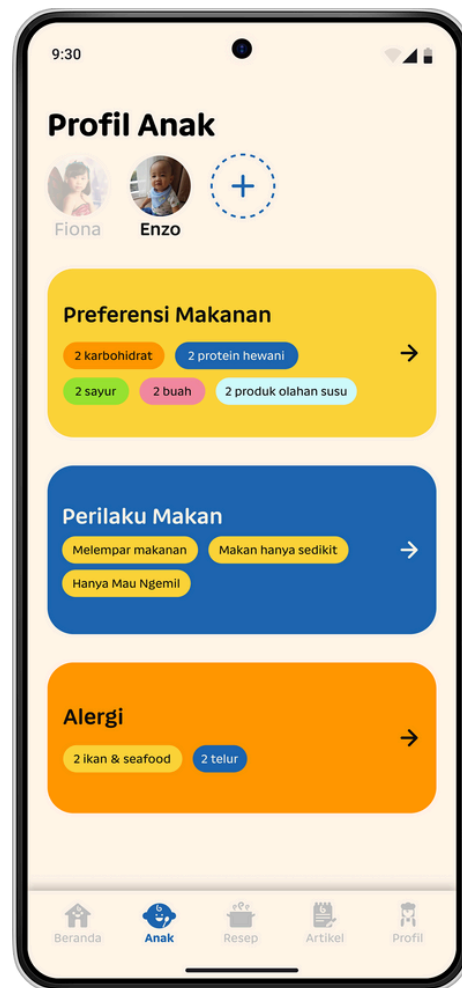 9:30
Profil Anak
Fiona
Enzo
Preferensi Makanan
2 karbohidrat
2 protein hewani
2 sayur
2 buah
2 produk olahan susu
Perilaku Makan
Melempar makanan
Makan hanya sedikit
Hanya Mau Ngemil
Alergi
2 ikan & seafood
2 telur
Beranda
Anak
Resep
Artikel
Profil